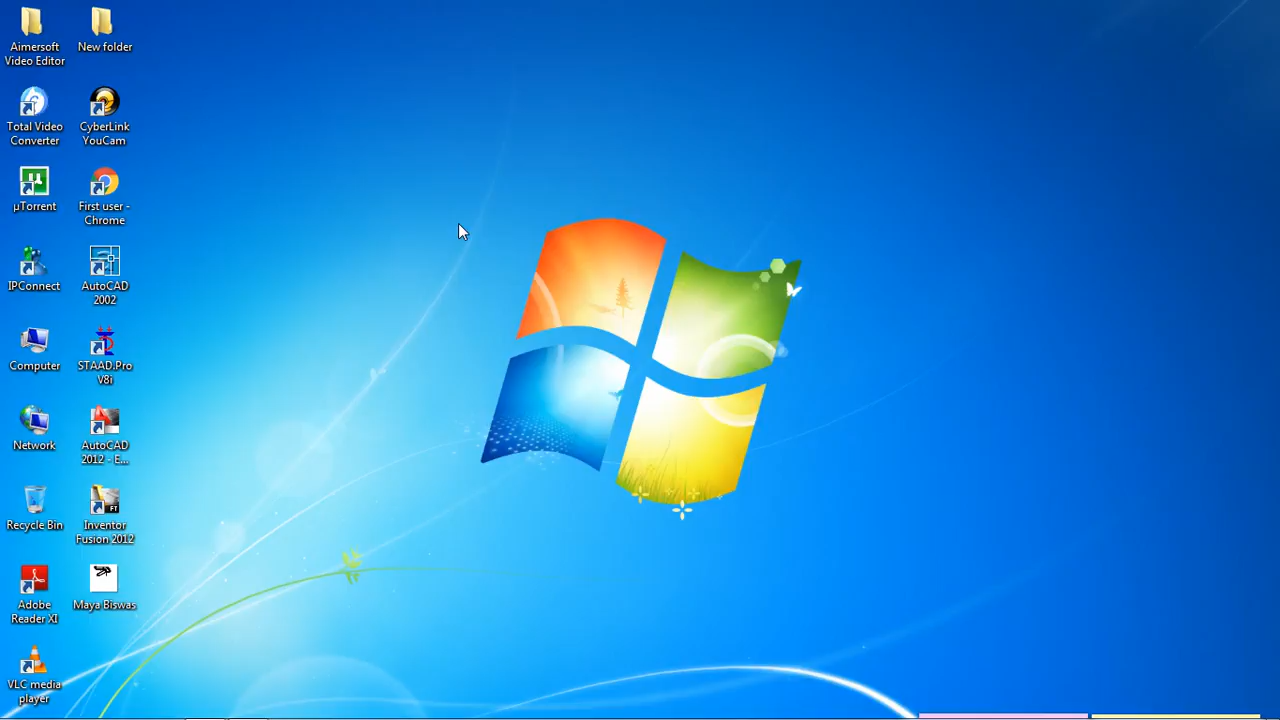 Aimersoft
Video Editor
New folder
Total Video
Converter
CyberLink
YouCam
µTorrent
First user -
Chrome
IPConnect
AutoCAD
2002
Computer
STAAD.Pro
V8i
Network
AutoCAD
2012 - E...
Recycle Bin
Inventor
Fusion 2012
FT
Adobe
Reader XI
Maya Biswas
VLC media
player